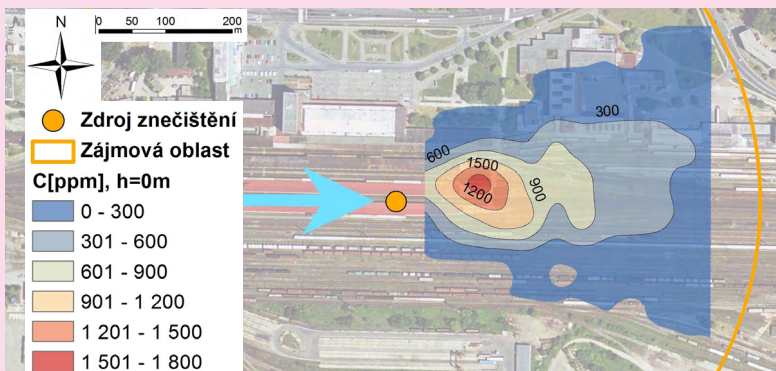 N
0 50 100 200
m
Zdroj znečištění
Zájmová oblast
C[ppm], h=0m
0 - 300
301 - 600
601 - 900
901 - 1 200
1 201 - 1 500
1 501 - 1 800
300
600
1500
1200
900